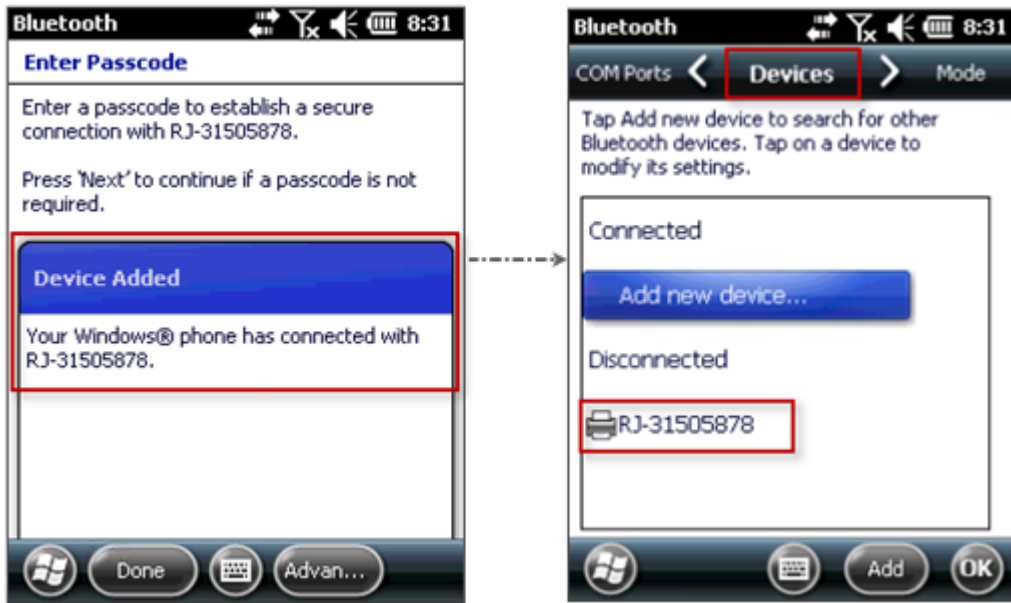 Bluetooth 8:31
Enter Passcode
Enter a passcode to establish a secure
connection with RJ-31505878.
Press 'Next' to continue if a passcode is not
required.
Device Added
Your Windows® phone has connected with
RJ-31505878.
Done Advan...
Bluetooth 8:31
COM Ports Devices Mode
Tap Add new device to search for other
Bluetooth devices. Tap on a device to
modify its settings.
Connected
Add new device...
Disconnected
RJ-31505878
Add OK